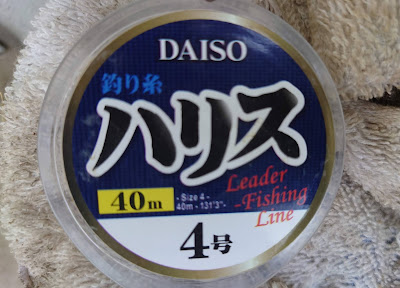 DAISO
釣り糸
ハリス
40m
- Size 4 -
40m - 131'3"-
Leader
-Fishing
Line
4号